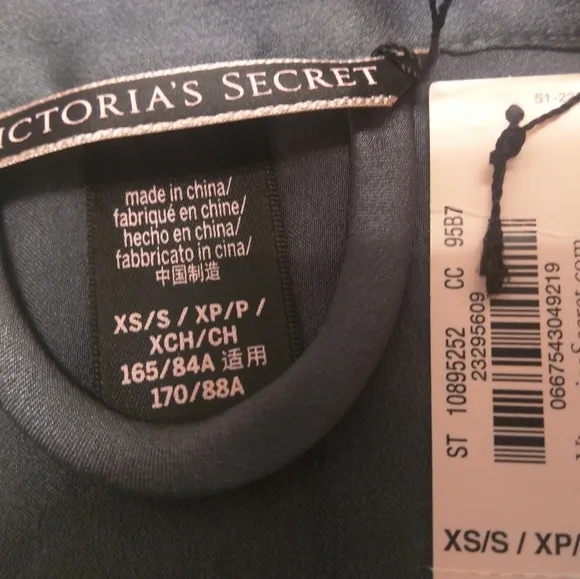 ICTORIA'S SECRET
made in china/
fabriqué en chine/
hecho en china/
fabbricato in cina/
中国制造
XS/S / XP/P /
XCH/CH
165/84A 适用
170/88A
ST 10895252 CC 95B7
23295609
0667543049219
XS/S / XP/